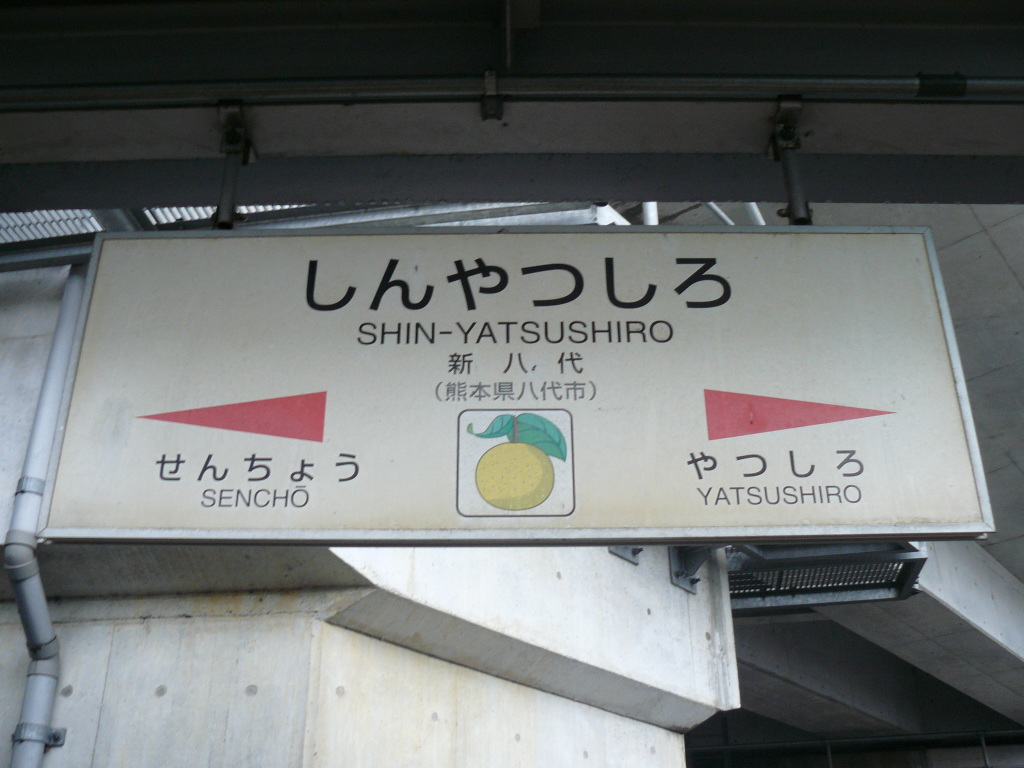 しんやつしろ
SHIN-YATSUSHIRO
新八代
(熊本県八代市)
せんちょう
SENCHŌ
やつしろ
YATSUSHIRO